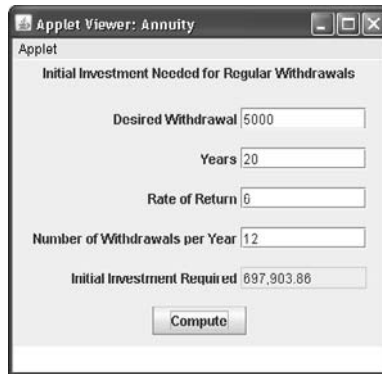 Applet Viewer: Annuity
Applet
Initial Investment Needed for Regular Withdrawals
Desired Withdrawal 5000
Years 20
Rate of Return 6
Number of Withdrawals per Year 12
Initial Investment Required 697,903.86
Compute